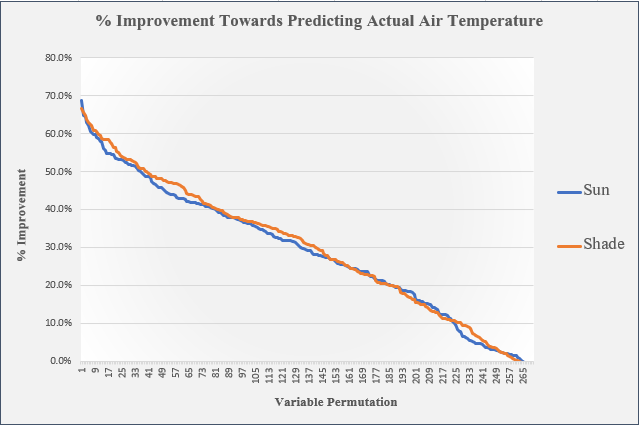 % Improvement Towards Predicting Actual Air Temperature
80.0%
70.0%
60.0%
50.0%
40.0%
30.0%
20.0%
10.0%
0.0%
% Improvement
1 9 17 25 33 41 49 57 65 73 81 89 97 105 113 121 129 137 145 153 161 169 177 185 193 201 209 217 225 233 241 249 257 265
Variable Permutation
Sun
Shade